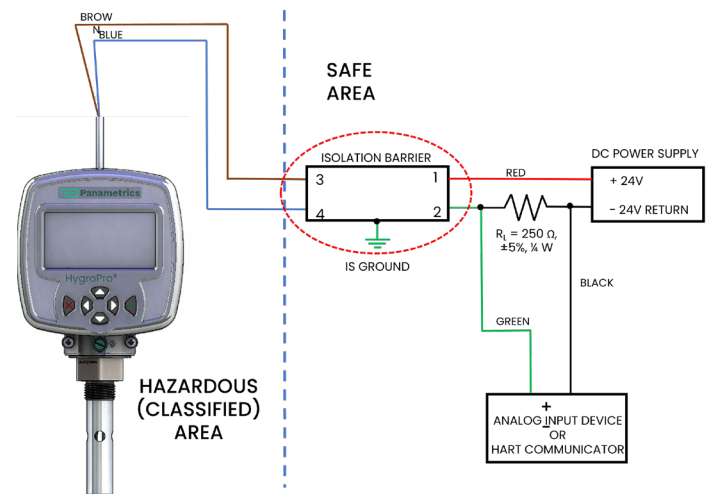 BROW
N
BLUE
SAFE
AREA
ISOLATION BARRIER
3
1
4
2
IS GROUND
RED
DC POWER SUPPLY
+ 24V
- 24V RETURN
RL = 250 Ω,
±5%, ¼ W
BLACK
GREEN
+
ANALOG INPUT DEVICE
-
OR
HART COMMUNICATOR
Panametrics
HygroPro®
HAZARDOUS
(CLASSIFIED)
AREA